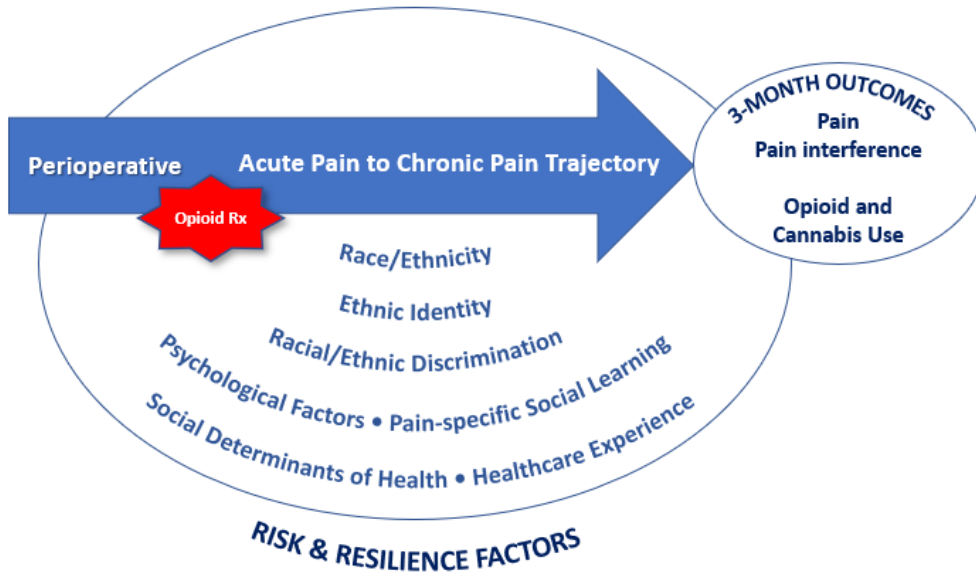 Perioperative
Acute Pain to Chronic Pain Trajectory
Opioid Rx
3-MONTH OUTCOMES
Pain
Pain interference
Opioid and
Cannabis Use
Race/Ethnicity
Ethnic Identity
Racial/Ethnic Discrimination
Psychological Factors • Pain-specific Social Learning
Social Determinants of Health • Healthcare Experience
RISK & RESILIENCE FACTORS